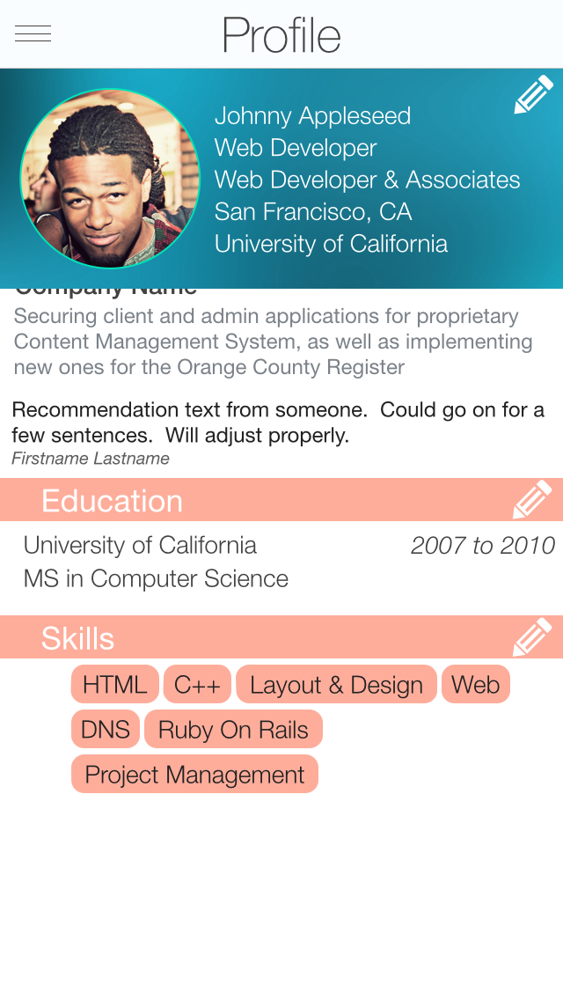 Profile
Johnny Appleseed
Web Developer
Web Developer & Associates
San Francisco, CA
University of California
Company Name
Securing client and admin applications for proprietary
Content Management System, as well as implementing
new ones for the Orange County Register
Recommendation text from someone.  Could go on for a
few sentences.  Will adjust properly.
Firstname Lastname
Education
University of California 2007 to 2010
MS in Computer Science
Skills
HTML C++ Layout & Design Web
DNS Ruby On Rails
Project Management